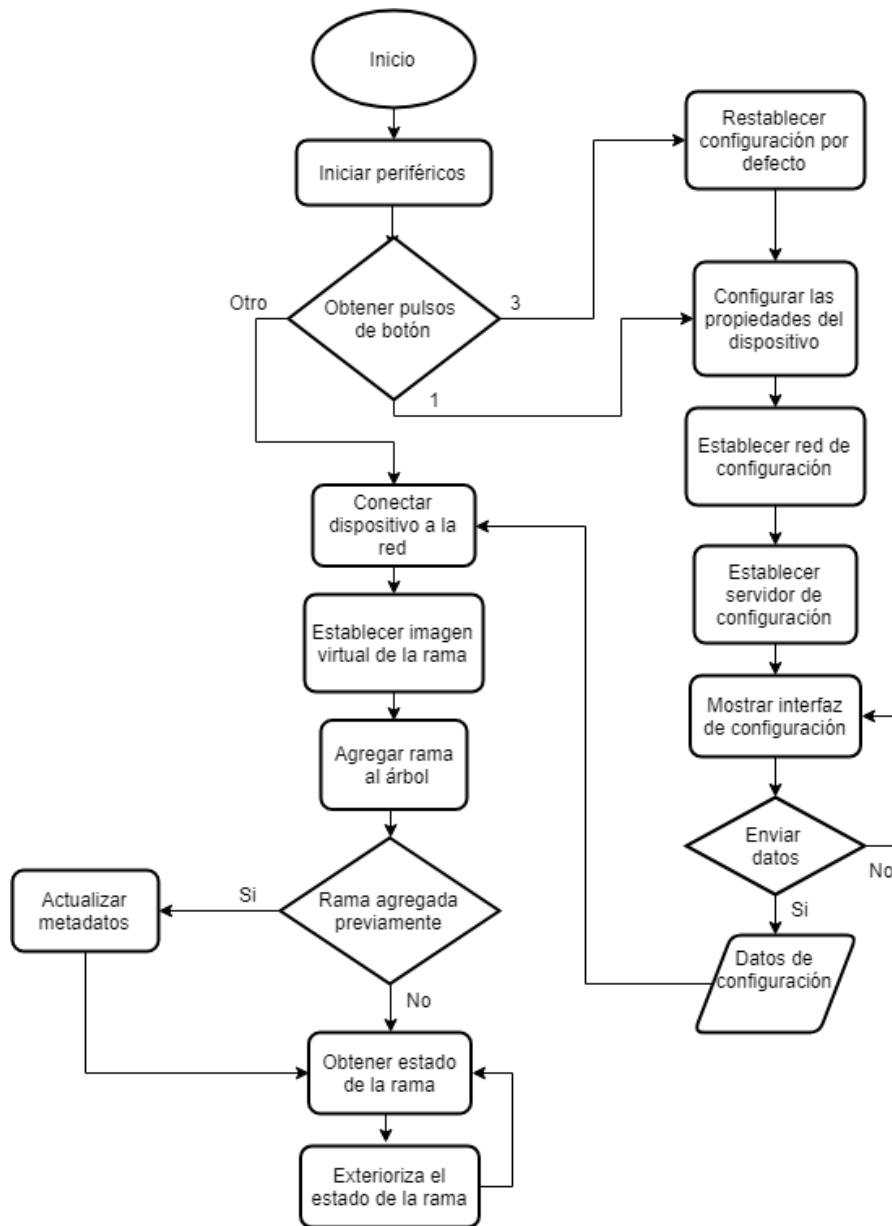 Inicio
Iniciar periféricos
Obtener pulsos
de botón
Otro
3
1
Restablecer
configuración por
defecto
Configurar las
propiedades del
dispositivo
Establecer red de
configuración
Establecer
servidor de
configuración
Mostrar interfaz
de configuración
Enviar
datos
No
Si
Datos de
configuración
Conectar
dispositivo a la
red
Establecer imagen
virtual de la rama
Agregar rama
al árbol
Rama agregada
previamente
Si
No
Actualizar
metadatos
Obtener estado
de la rama
Exterioriza el
estado de la rama